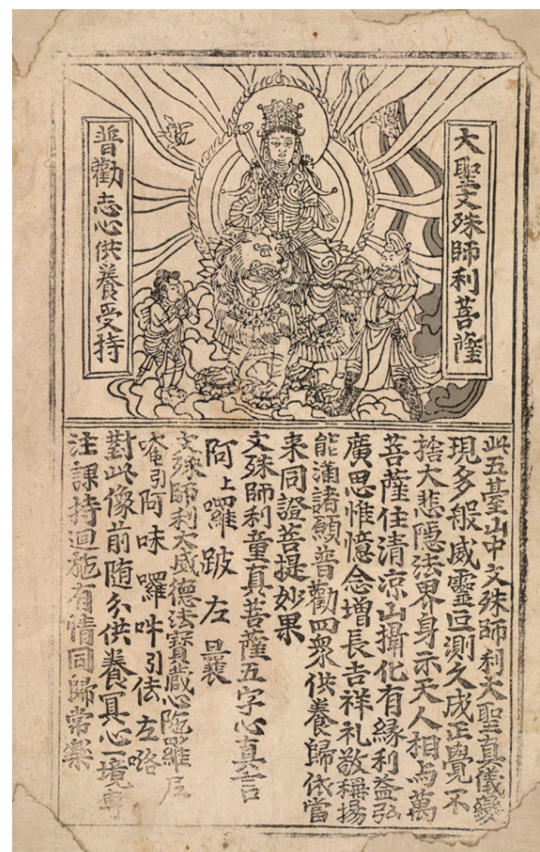 大聖文殊師利菩薩
普勸志心供養受持
此五臺山中文殊師利大聖真儀變
現多般威靈叵測久成正覺不
捨大悲隱法界身示天人相与萬
菩薩住清涼山攝化有緣利益弘
廣思惟憶念增長吉祥礼敬稱揚
能滿諸願普勸四衆供養歸依當
来同證菩提妙果
文殊師利童真菩薩五字心真言
阿上囉跛左曩
文殊師利大威德法寶藏心陁羅尼
唵引阿味囉吽引佉左咯
對此像前随分供養冥心一境專
注課持迴施有情同歸常樂